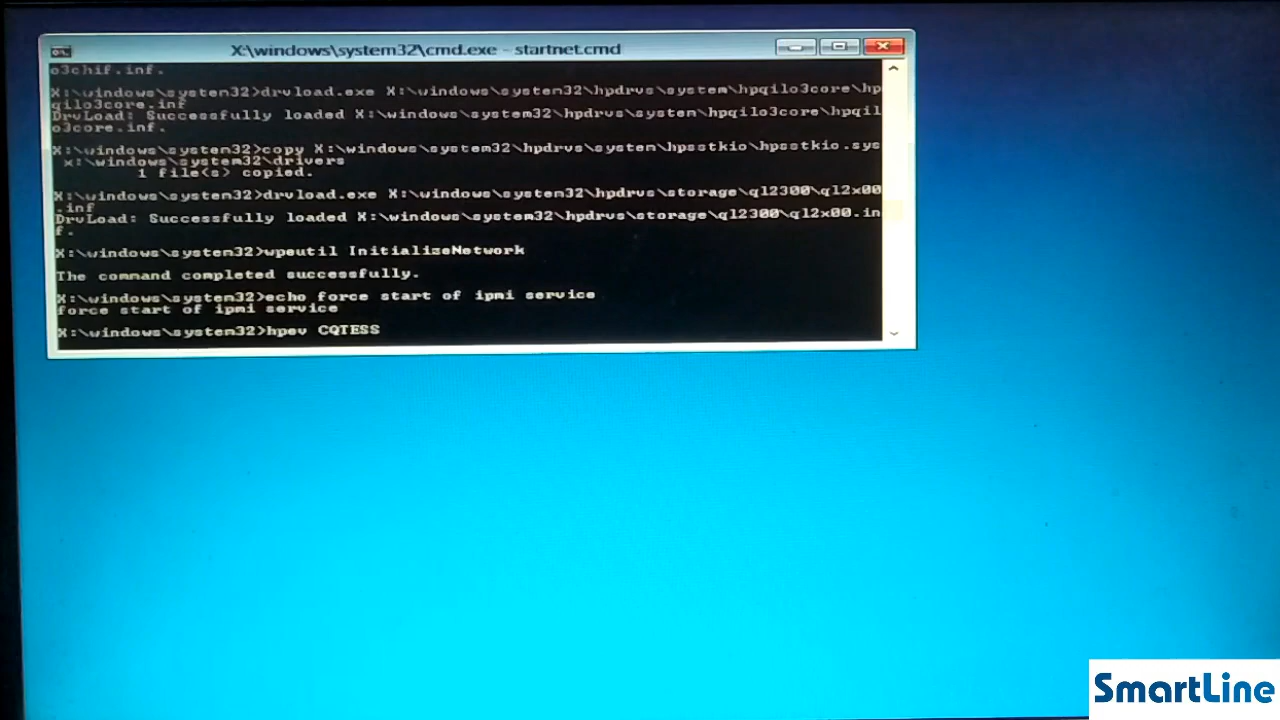 X:\windows\system32\cmd.exe - startnet.cmd
o3chif.inf.
X:\windows\system32>drvload.exe X:\windows\system32\hpdrvs\system\hpqilo3core\hp
qilo3core.inf
DrvLoad: Successfully loaded X:\windows\system32\hpdrvs\system\hpqilo3core\hpqil
o3core.inf.
X:\windows\system32>copy X:\windows\system32\hpdrvs\system\hpsstkio\hpsstkio.sys
x:\windows\system32\drivers
1 file(s) copied.
X:\windows\system32>drvload.exe X:\windows\system32\hpdrvs\storage\ql2300\ql2x00
.inf
DrvLoad: Successfully loaded X:\windows\system32\hpdrvs\storage\ql2300\ql2x00.in
f.
X:\windows\system32>wpeutil InitializeNetwork
The command completed successfully.
X:\windows\system32>echo force start of ipmi service
force start of ipmi service
X:\windows\system32>hpev CQTESS
SmartLine